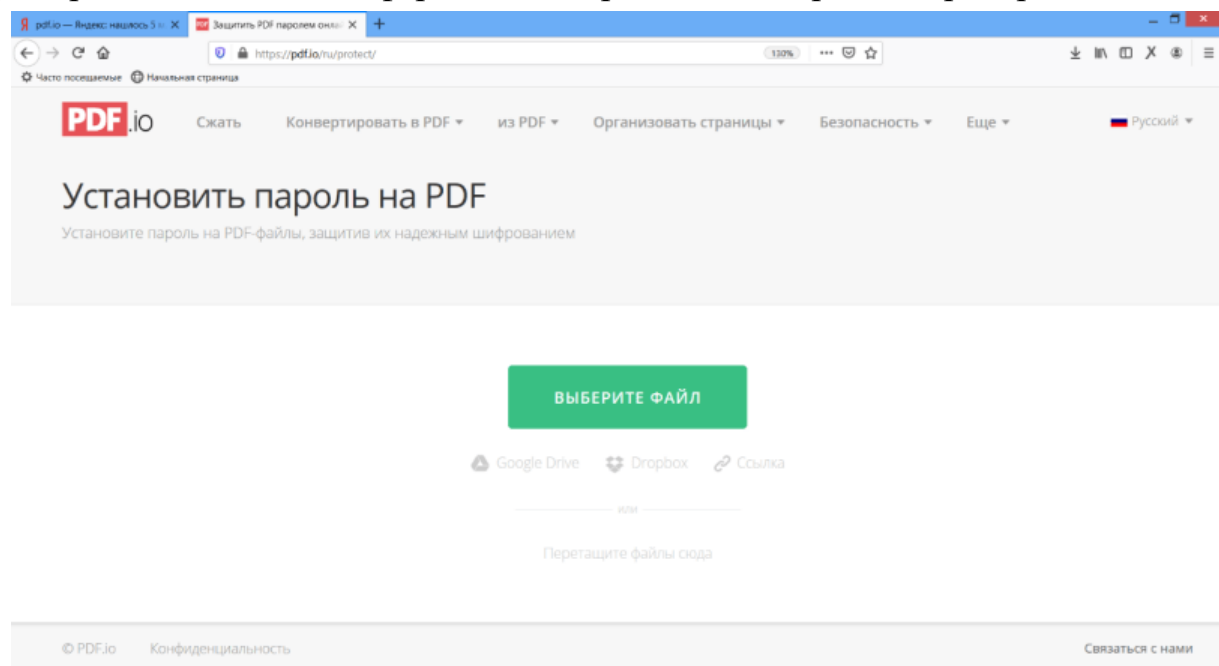 pdf.io — Яндекс: нашлось 5
Защитить PDF паролем онла
https://pdf.io/ru/protect/
130%
Часто посещаемые Начальная страница
PDF.io Сжать Конвертировать в PDF из PDF Организовать страницы Безопасность Еще Русский
Установить пароль на PDF
Установите пароль на PDF-файлы, защитив их надежным шифрованием
ВЫБЕРИТЕ ФАЙЛ
Google Drive Dropbox Ссылка
или
Перетащите файлы сюда
© PDF.io Конфиденциальность Связаться с нами